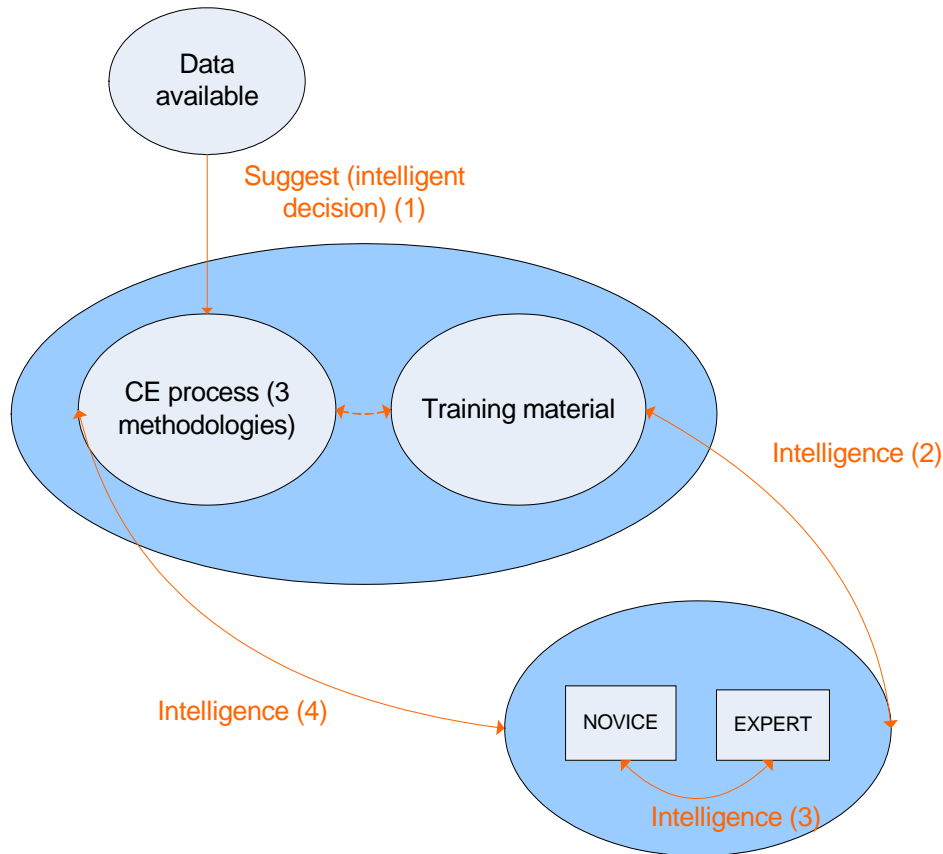 Data
available
Suggest (intelligent
decision) (1)
CE process (3
methodologies)
Training material
Intelligence (2)
Intelligence (4)
NOVICE
EXPERT
Intelligence (3)